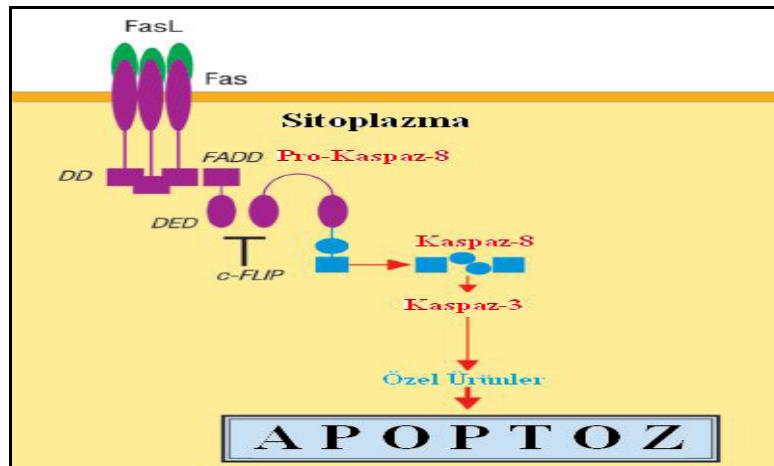 FasL
Fas
Sitoplazma
FADD Pro-Kaspaz-8
DD
DED
Kaspaz-8
c-FLIP
Kaspaz-3
Özel Ürünler
APOPTOZ